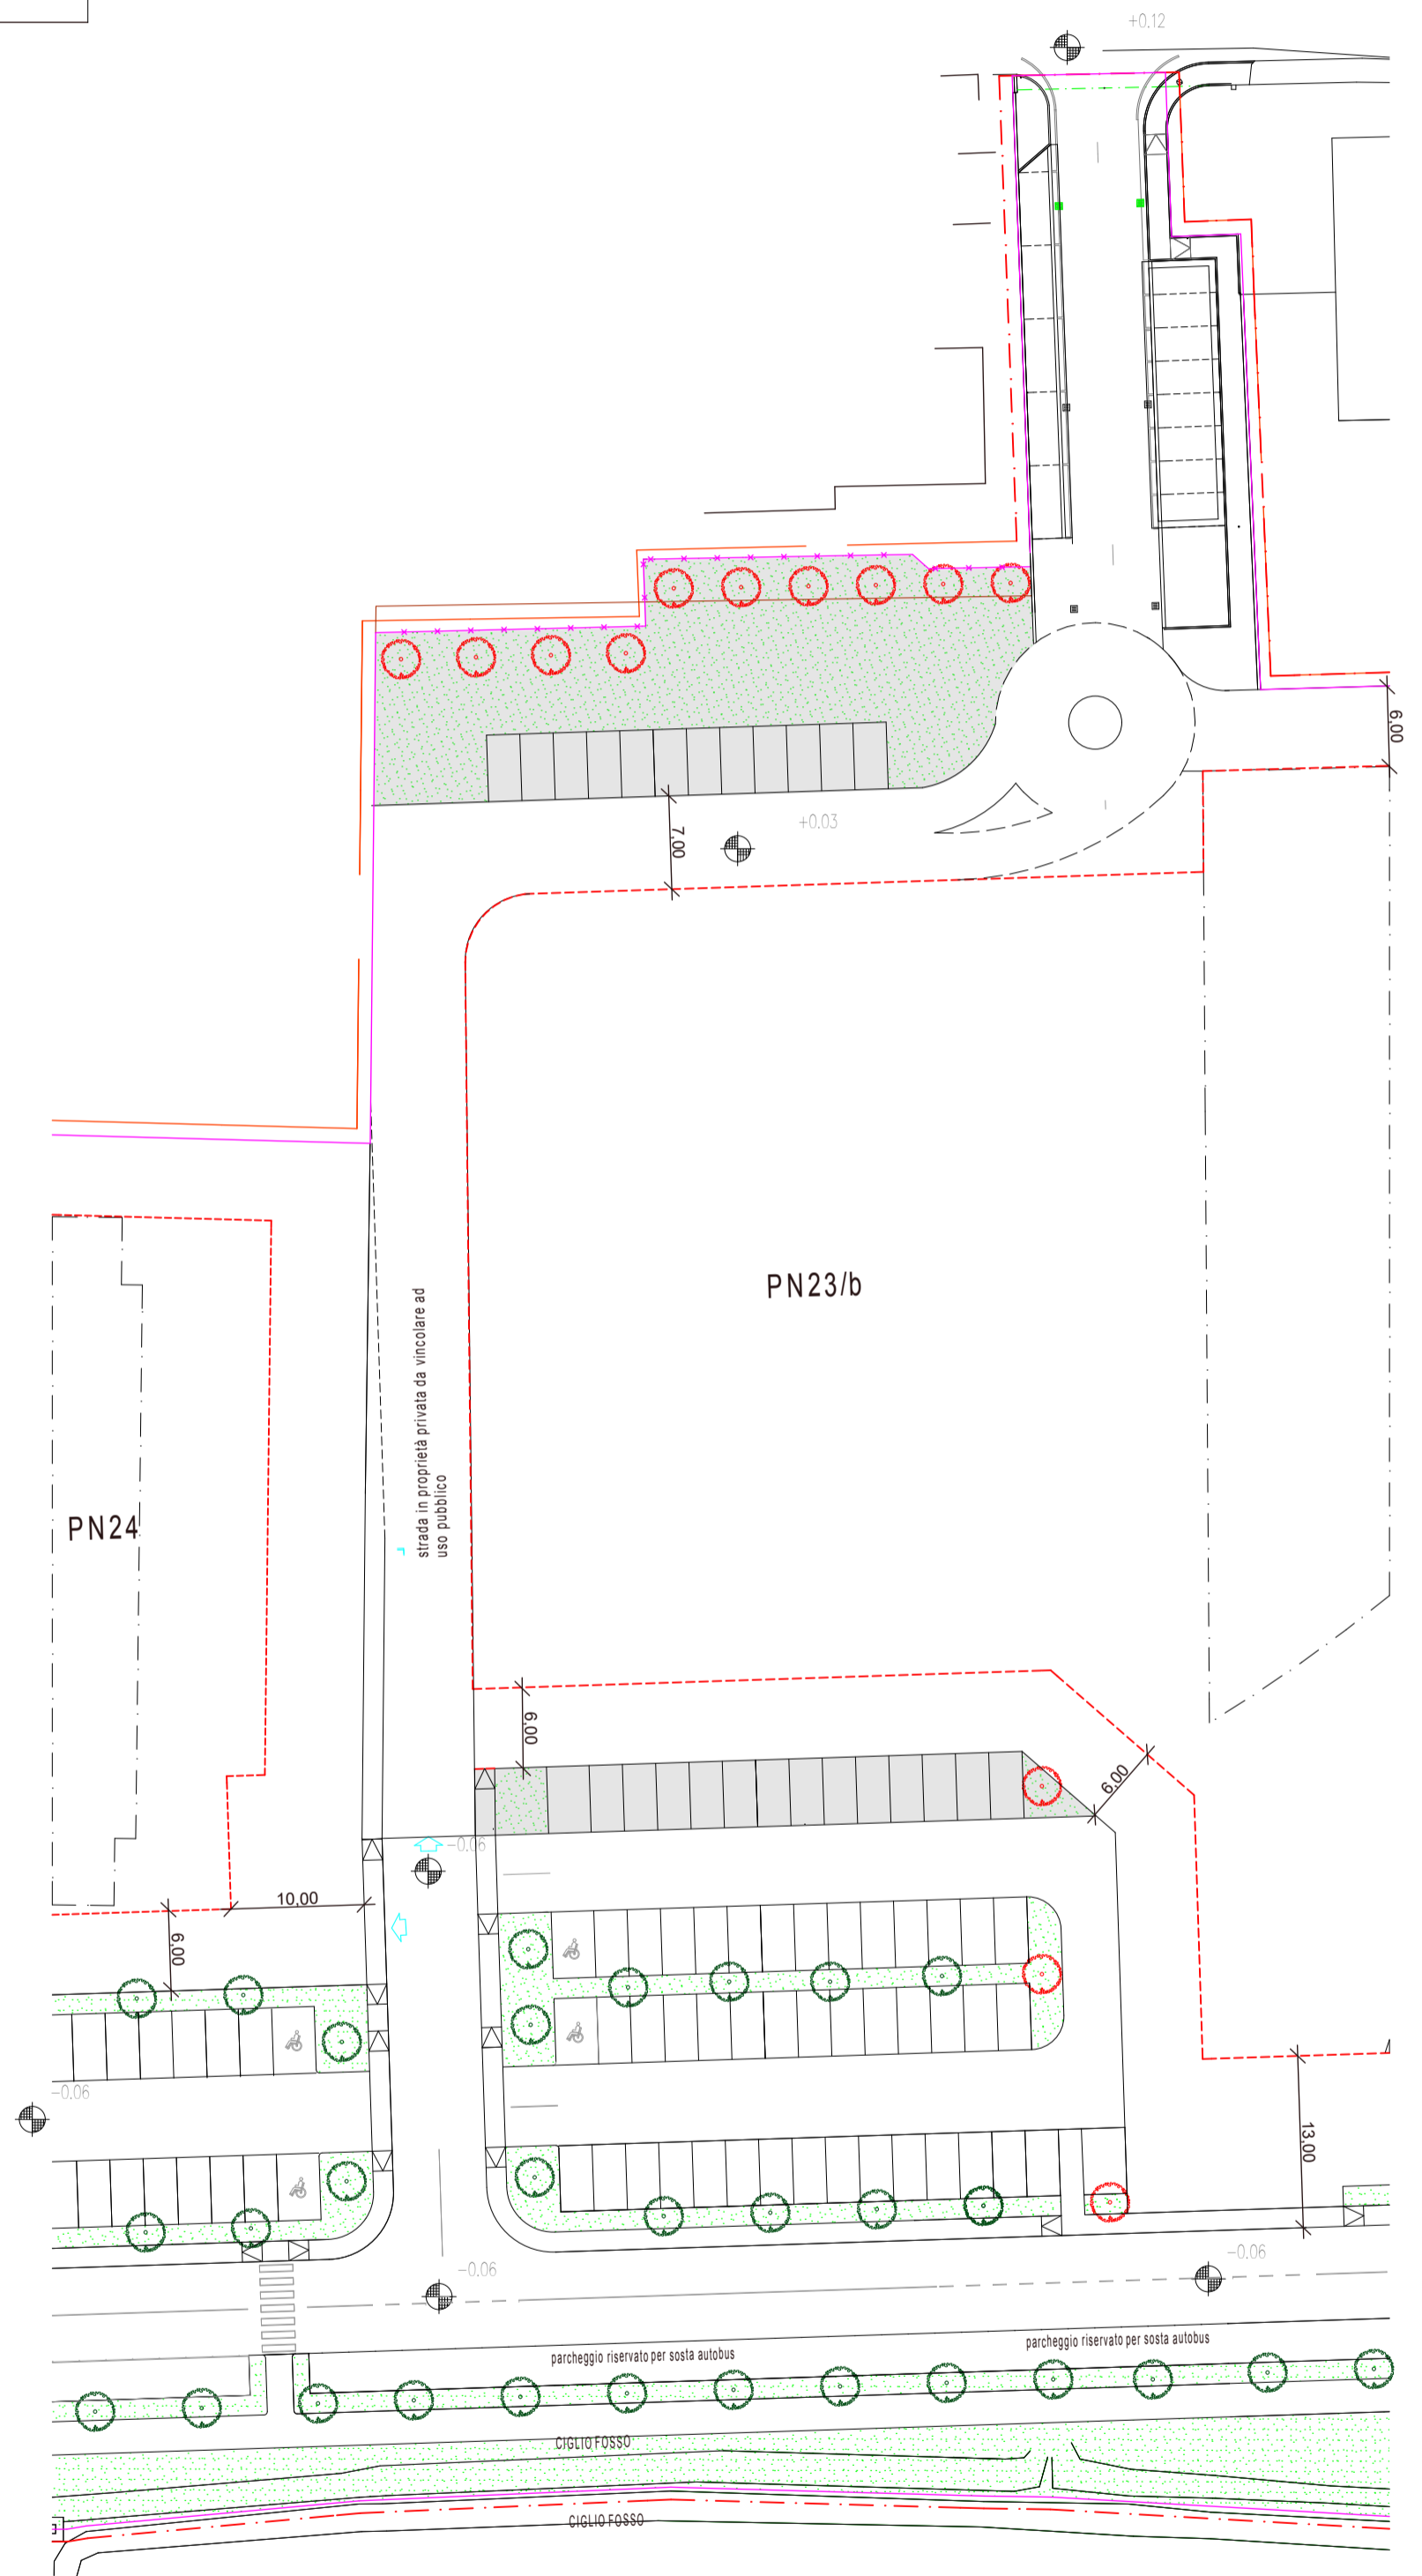 +0.12
6,00
+0.03
7,00
PN23/b
strada in proprietà privata da vincolare ad
uso pubblico
PN24
6,00
6,00
-0.06
10,00
6,00
-0.06
13,00
-0.06
-0.06
parcheggio riservato per sosta autobus
parcheggio riservato per sosta autobus
CIGLIO FOSSO
CIGLIO FOSSO